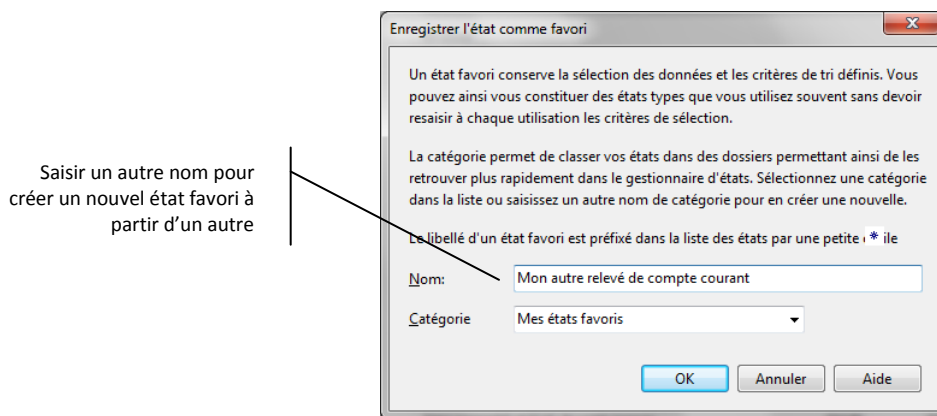 Enregistrer l'état comme favori
Un état favori conserve la sélection des données et les critères de tri définis. Vous
pouvez ainsi vous constituer des états types que vous utilisez souvent sans devoir
resaisir à chaque utilisation les critères de sélection.
La catégorie permet de classer vos états dans des dossiers permettant ainsi de les
retrouver plus rapidement dans le gestionnaire d'états. Sélectionnez une catégorie
dans la liste ou saisissez un autre nom de catégorie pour en créer une nouvelle.
Le libellé d'un état favori est préfixé dans la liste des états par une petite * ile
Saisir un autre nom pour
créer un nouvel état favori à
partir d’un autre
Nom: Mon autre relevé de compte courant
Catégorie Mes états favoris
OK Annuler Aide